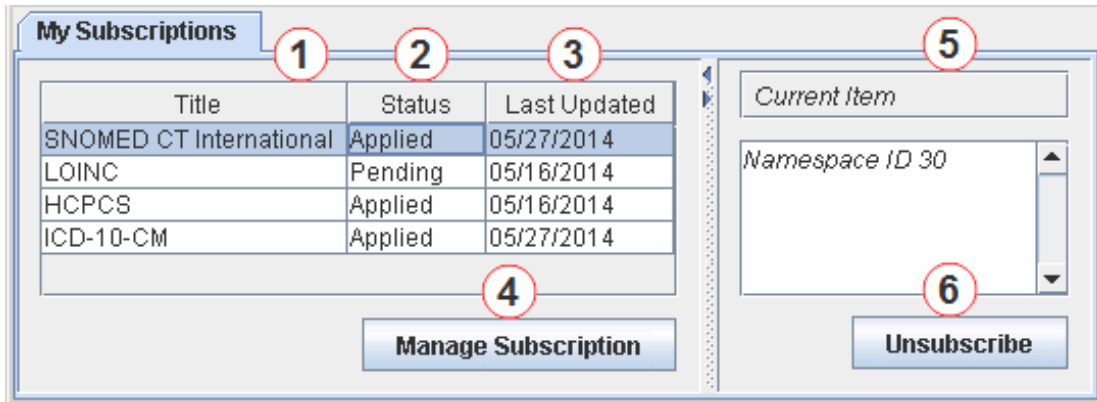 My Subscriptions
1 2 3 5
Title Status Last Updated
SNOMED CT International Applied 05/27/2014
LOINC Pending 05/16/2014
HCPCS Applied 05/16/2014
ICD-10-CM Applied 05/27/2014
4
Manage Subscription
Current Item
Namespace ID 30
6
Unsubscribe